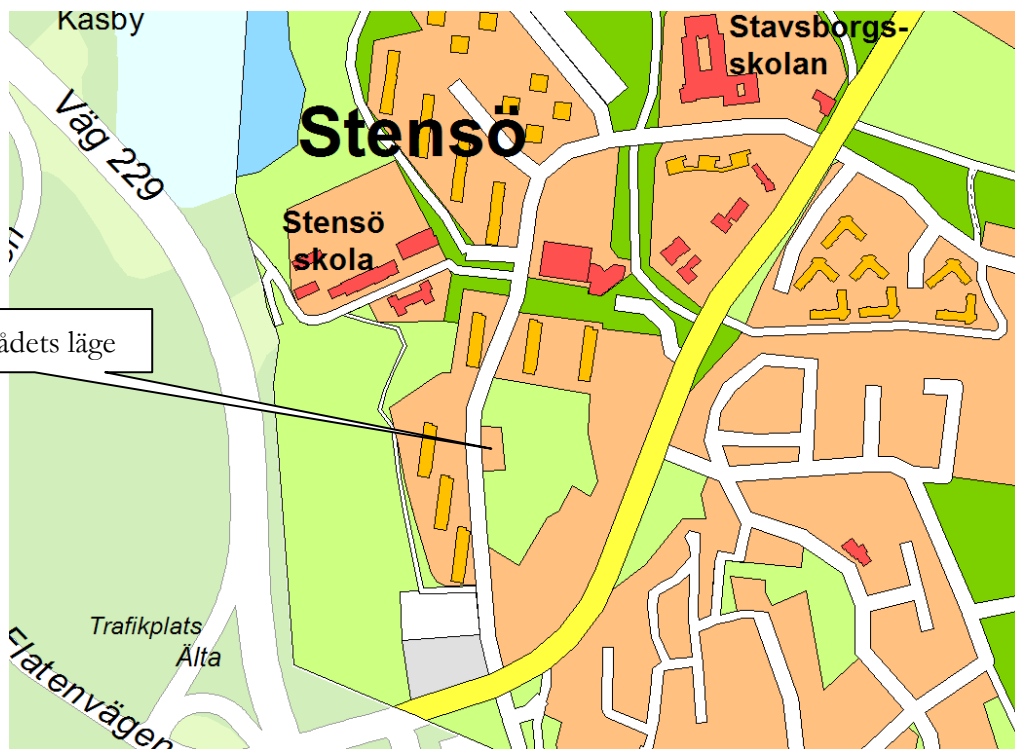 Kasby
Stavsborgs-
skolan
Väg 229
Stensö
Stensö
skola
ådets läge
Trafikplats
Älta
Flatenvägen